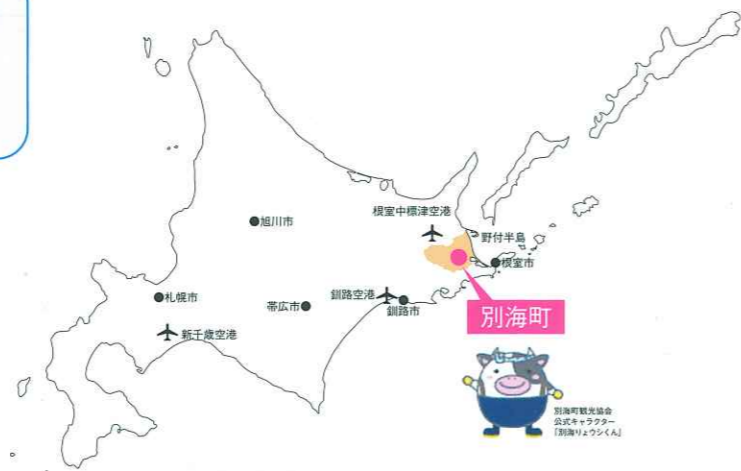 根室中標津空港
旭川市
野付半島
根室市
札幌市
釧路空港
帯広市
釧路市
新千歳空港
別海町
別海町観光協会
公式キャラクター
「別海りょウシくん」